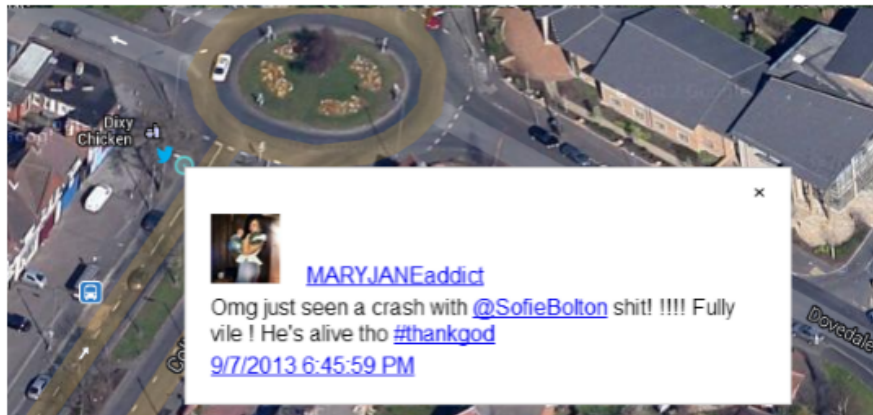 Dixy
Chicken
×
MARYJANEaddict
Omg just seen a crash with @SofieBolton shit! !!!! Fully
vile ! He's alive tho #thankgod
9/7/2013 6:45:59 PM
Dovedale